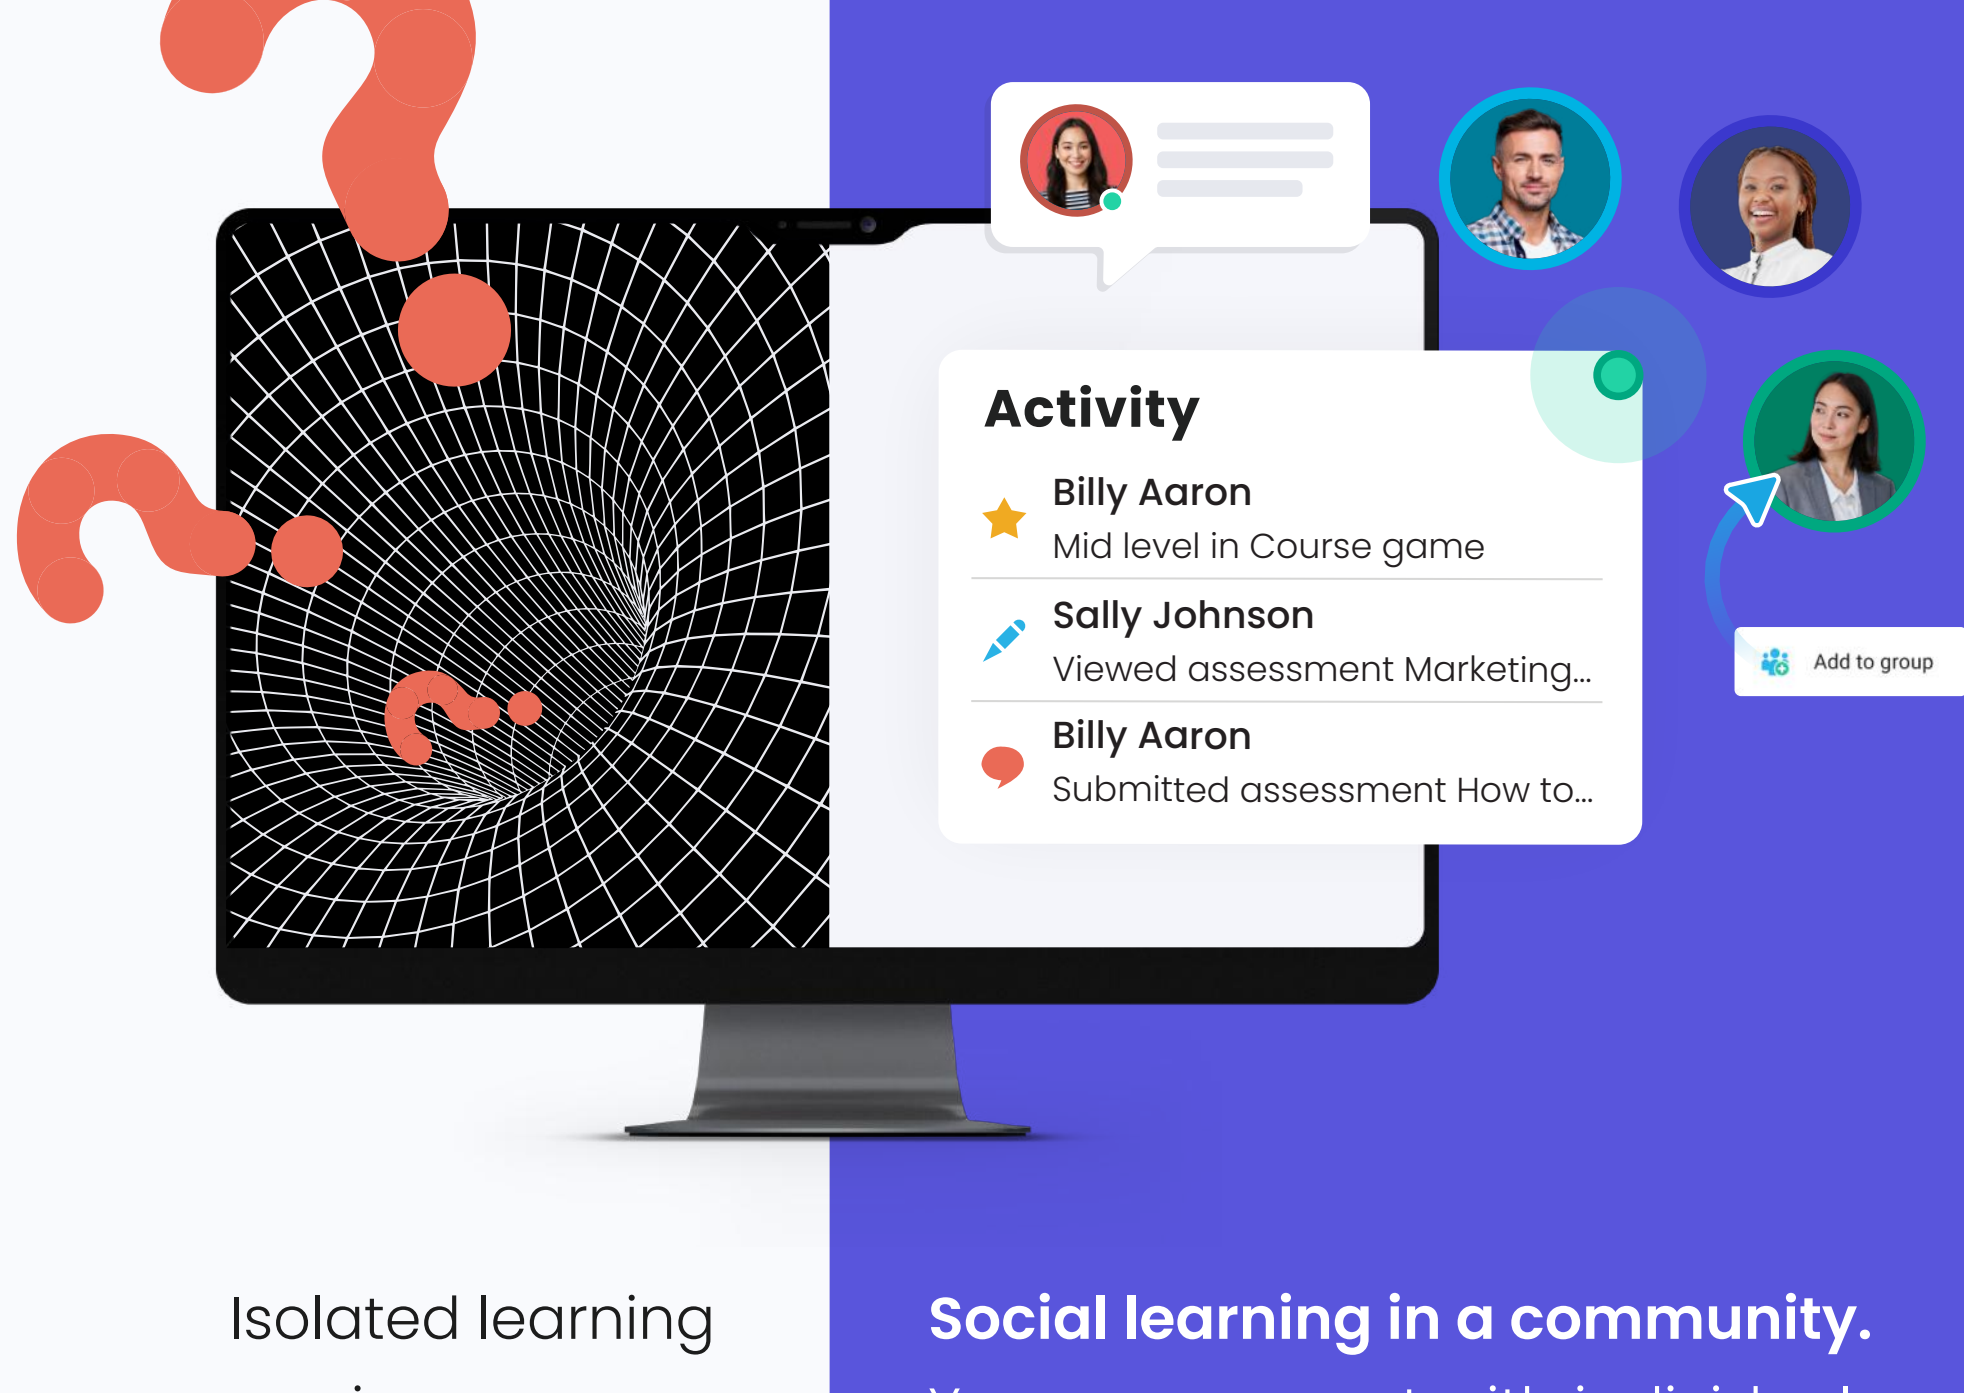 Activity
Billy Aaron
Mid level in Course game
Sally Johnson
Viewed assessment Marketing...
Billy Aaron
Submitted assessment How to...
Add to group
Isolated learning
Social learning in a community.